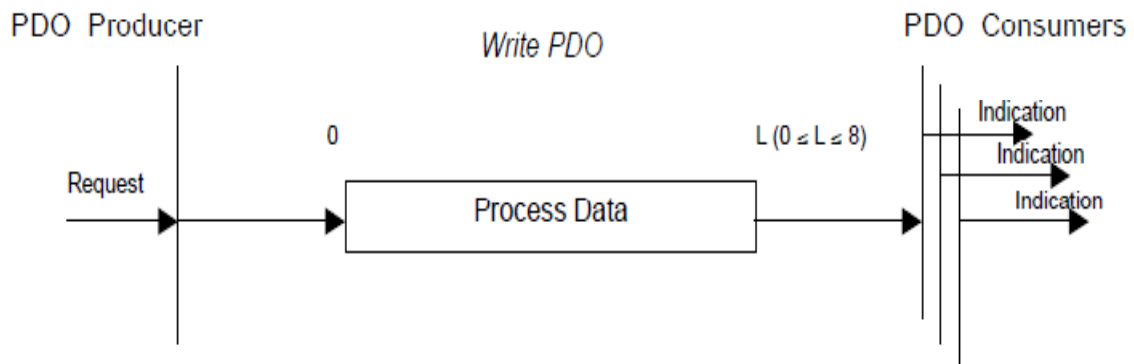 PDO Producer
Write PDO
PDO Consumers
0
L (0 ≤ L ≤ 8)
Indication
Indication
Request
Indication
Process Data